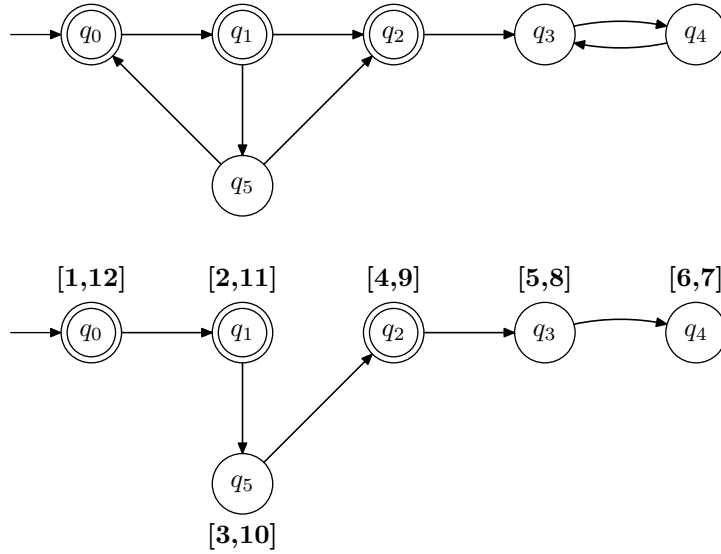 q0 q1 q2 q3 q4
q5
[1,12] [2,11] [4,9] [5,8] [6,7]
q0 q1 q2 q3 q4
q5
[3,10]